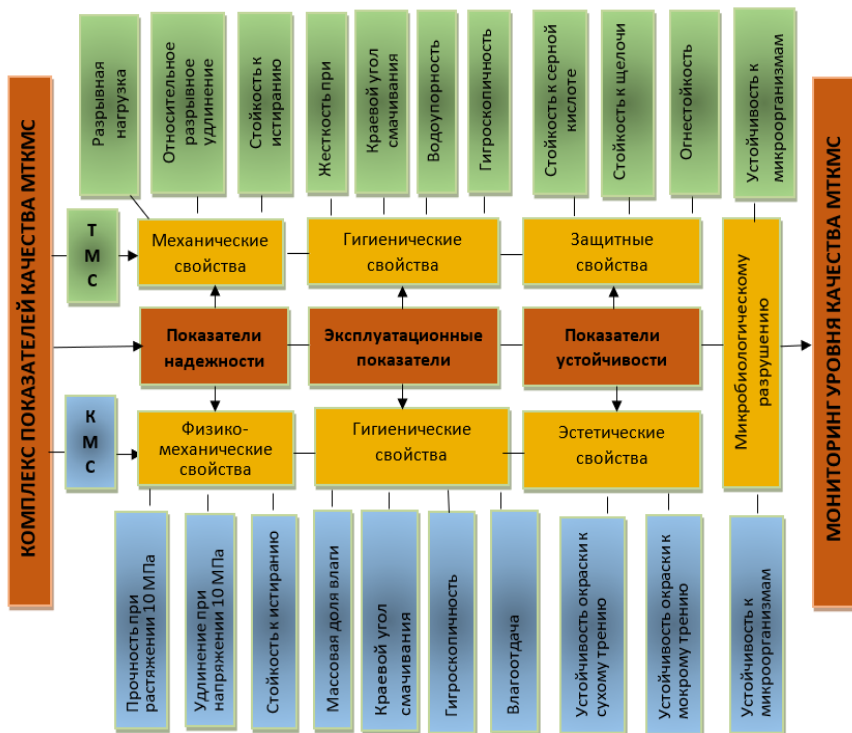 КОМПЛЕКС ПОКАЗАТЕЛЕЙ КАЧЕСТВА МТКМС
Разрывная
нагрузка
Относительное
разрывное
удлинение
Стойкость к
истиранию
Жесткость при
Краевой угол
смачивания
Водоупорность
Гигроскопичность
Стойкость к серной
кислоте
Стойкость к щелочи
Огнестойкость
Устойчивость к
микроорганизмам
Т
М
С
Механические
свойства
Гигиенические
свойства
Защитные
свойства
Показатели
надежности
Эксплуатационные
показатели
Показатели
устойчивости
Микробиологическому
разрушению
К
М
С
Физико-
механические
свойства
Гигиенические
свойства
Эстетические
свойства
Прочность при
растяжении 10 МПа
Удлинение при
напряжении 10 МПа
Стойкость к истиранию
Массовая доля влаги
Краевой угол
смачивания
Гигроскопичность
Влагоотдача
Устойчивость окраски к
сухому трению
Устойчивость окраски к
мокрому трению
Устойчивость к
микроорганизмам
МОНИТОРИНГ УРОВНЯ КАЧЕСТВА МТКМС